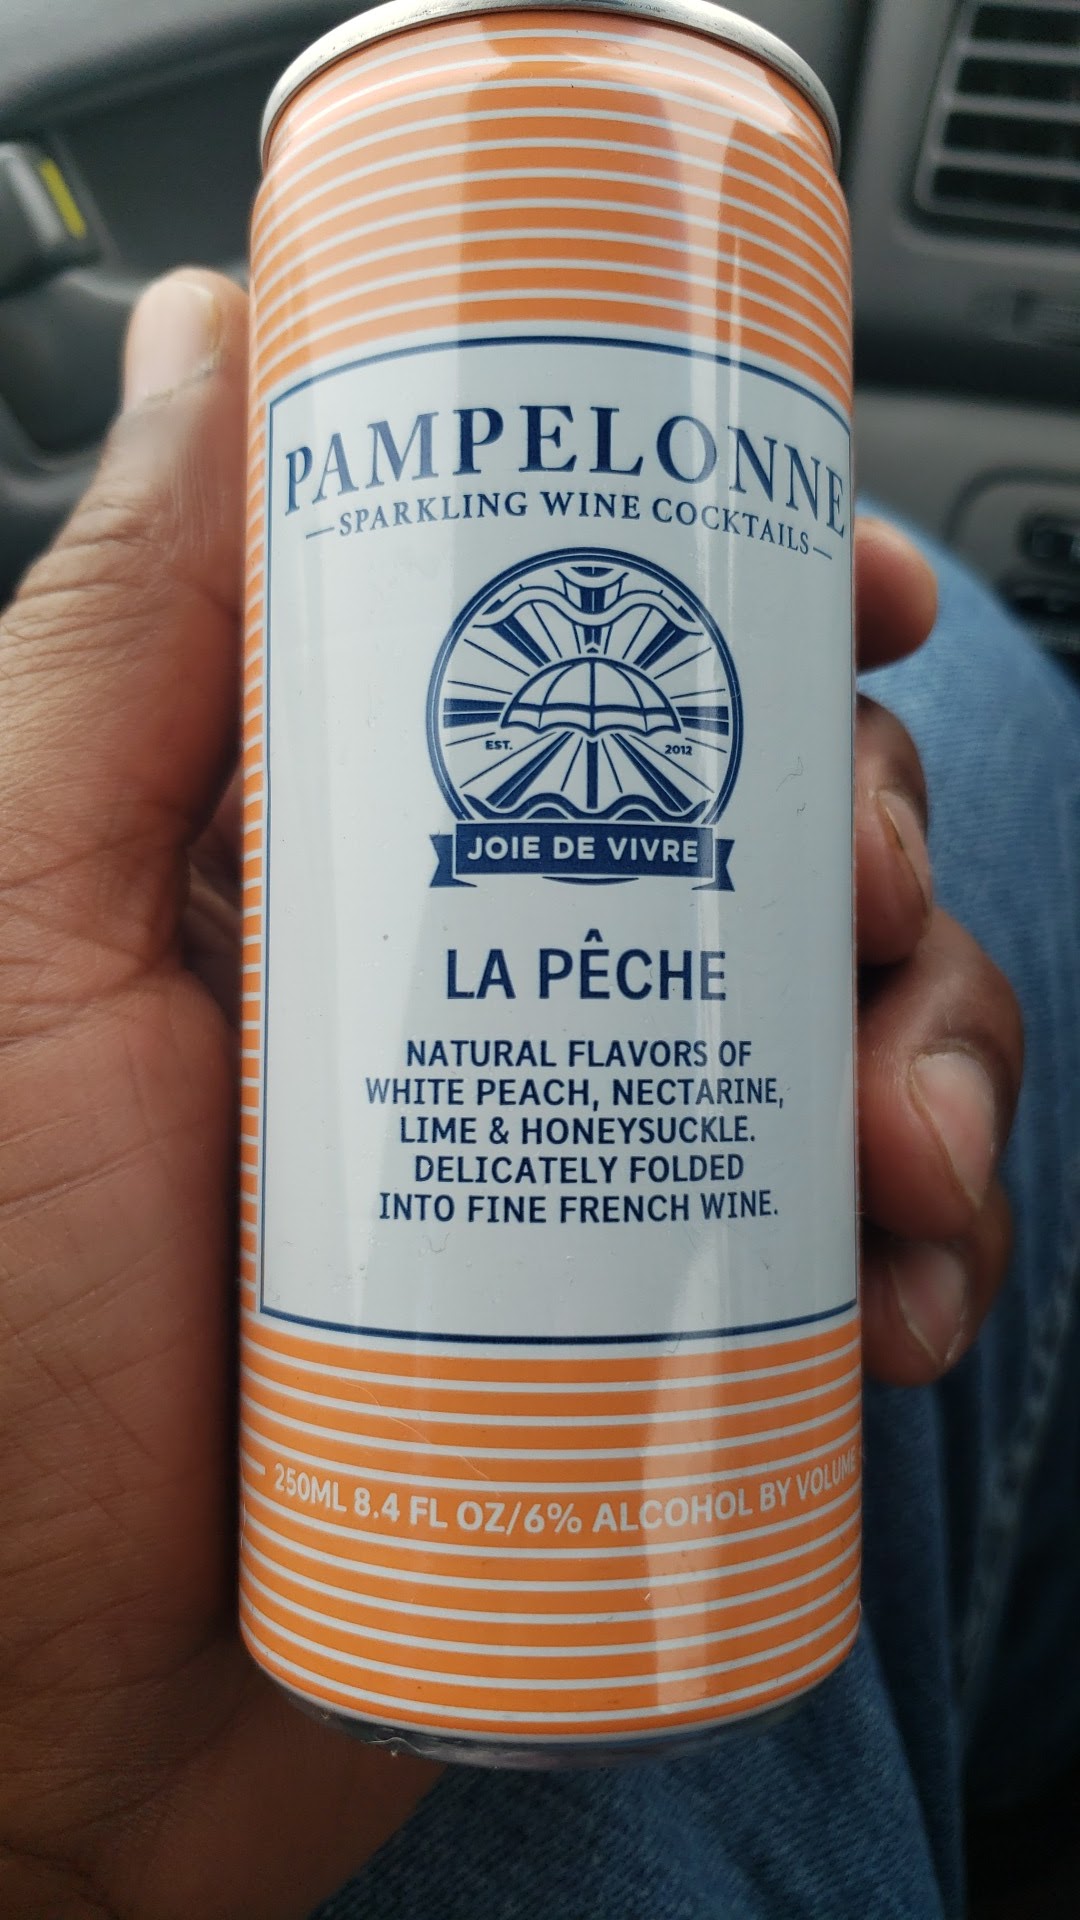 PAMPELONNE
—SPARKLING WINE COCKTAILS—
EST. 2012
JOIE DE VIVRE
LA PÊCHE
NATURAL FLAVORS OF
WHITE PEACH, NECTARINE,
LIME & HONEYSUCKLE.
DELICATELY FOLDED
INTO FINE FRENCH WINE.
250ML 8.4 FL OZ/6% ALCOHOL BY VOLUME